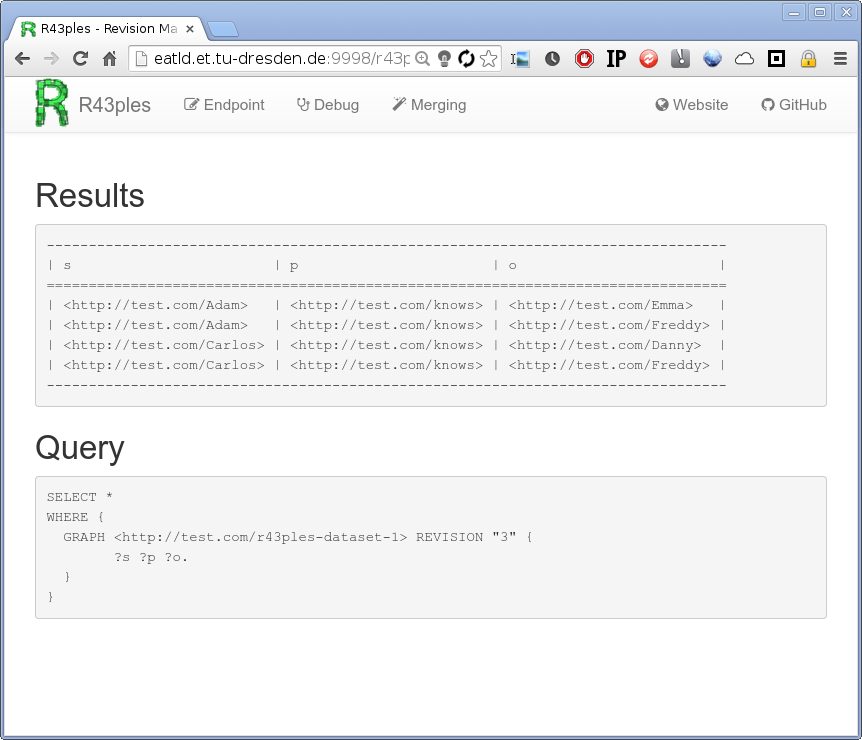 R43ples - Revision Ma
eatld.et.tu-dresden.de:9998/r43p
IP
R43ples Endpoint Debug Merging Website GitHub
Results
---------------------------------------------------------------------------------
| s                        | p                       | o                        |
=================================================================================
| <http://test.com/Adam>   | <http://test.com/knows> | <http://test.com/Emma>   |
| <http://test.com/Adam>   | <http://test.com/knows> | <http://test.com/Freddy> |
| <http://test.com/Carlos> | <http://test.com/knows> | <http://test.com/Danny>  |
| <http://test.com/Carlos> | <http://test.com/knows> | <http://test.com/Freddy> |
---------------------------------------------------------------------------------
Query
SELECT *
WHERE {
  GRAPH <http://test.com/r43ples-dataset-1> REVISION "3" {
        ?s ?p ?o.
  }
}